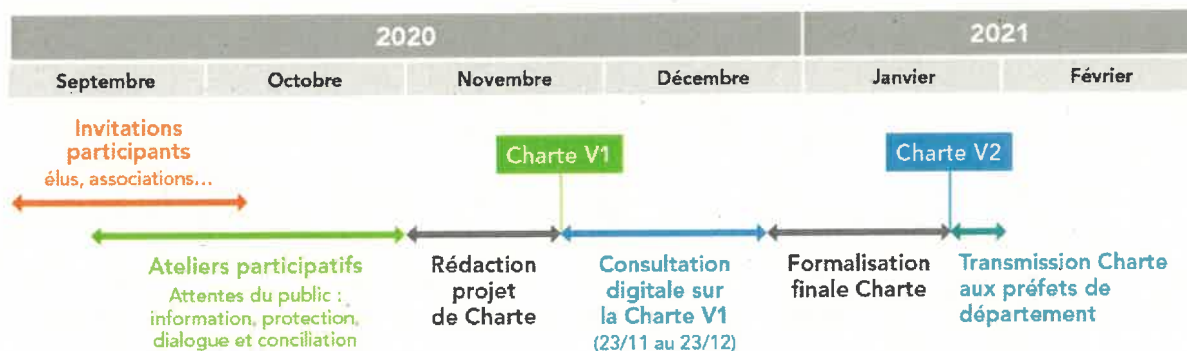 2020
2021
Septembre
Octobre
Novembre
Décembre
Janvier
Février
Invitations
participants
élus, associations...
Charte V1
Charte V2
Ateliers participatifs
Attentes du public :
information, protection,
dialogue et conciliation
Rédaction
projet
de Charte
Consultation
digitale sur
la Charte V1
(23/11 au 23/12)
Formalisation
finale Charte
Transmission Charte
aux préfets de
département